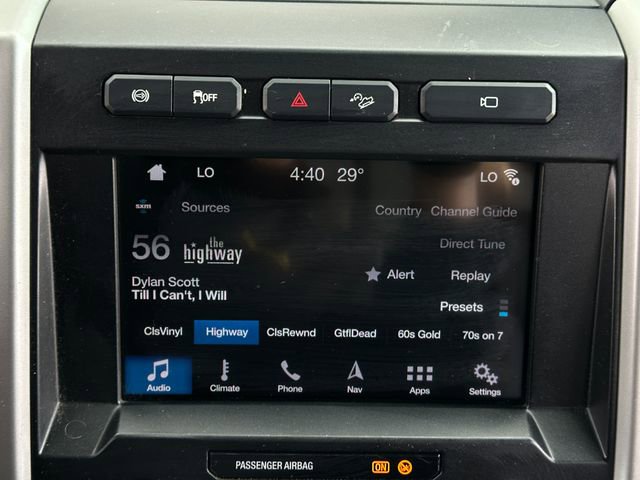 OFF
LO 4:40 29° LO
sxm Sources Country Channel Guide
56 the highway Direct Tune
Alert Replay
Dylan Scott
Till I Can't, I Will
Presets
ClsVinyl Highway ClsRewnd GtflDead 60s Gold 70s on 7
Audio Climate Phone Nav Apps Settings
PASSENGER AIRBAG ON